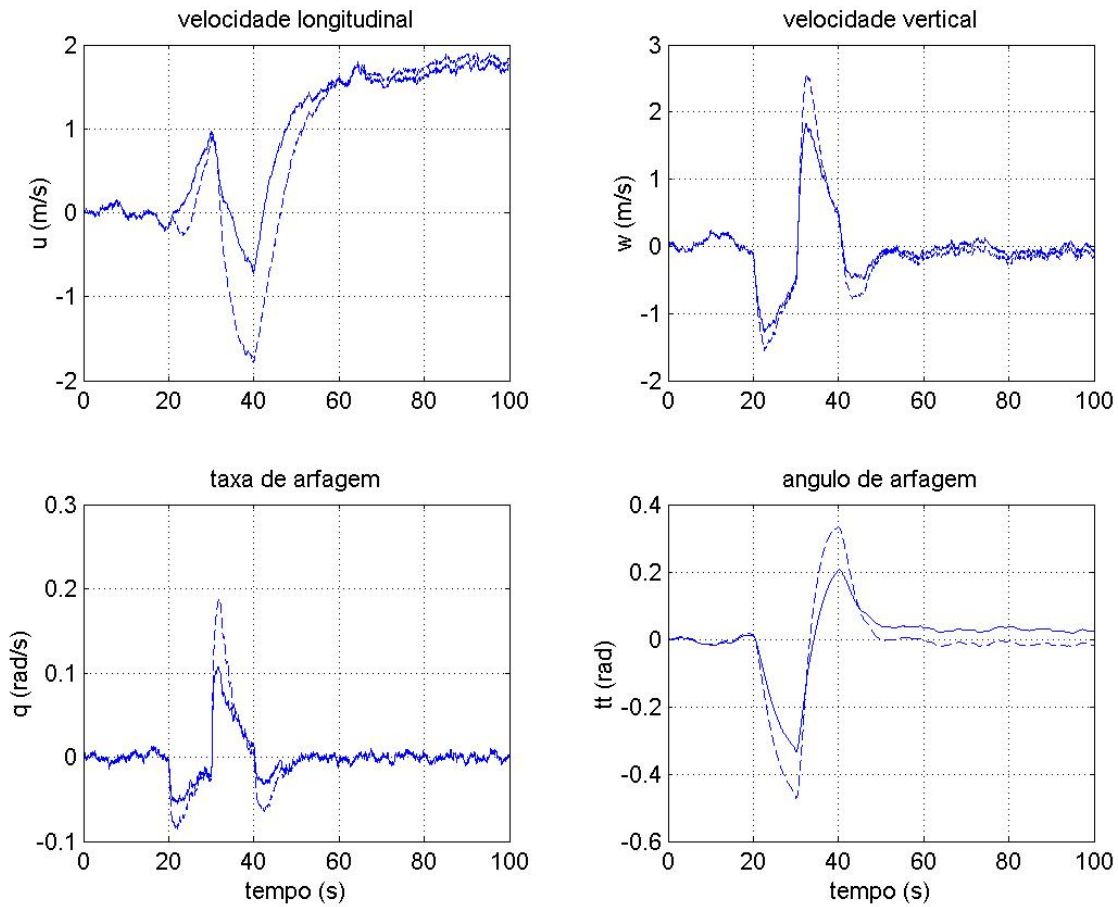 velocidade longitudinal
2
1
0
-1
-2
u (m/s)
0 20 40 60 80 100
velocidade vertical
3
2
1
0
-1
-2
w (m/s)
0 20 40 60 80 100
taxa de arfagem
0.3
0.2
0.1
0
-0.1
q (rad/s)
0 20 40 60 80 100
tempo (s)
angulo de arfagem
0.4
0.2
0
-0.2
-0.4
-0.6
tt (rad)
0 20 40 60 80 100
tempo (s)